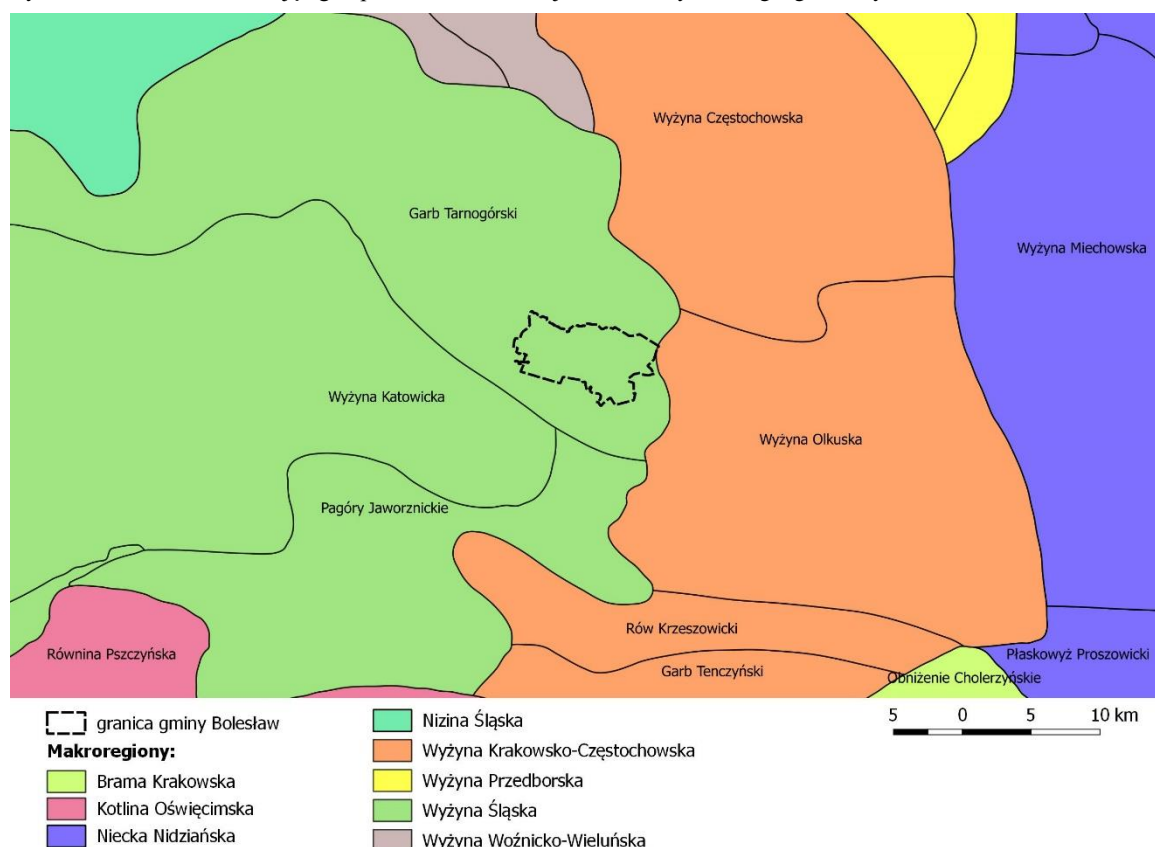 Wyżyna Częstochowska
Garb Tarnogórski
Wyżyna Miechowska
Wyżyna Katowicka
Wyżyna Olkuska
Pagóry Jaworznickie
Rów Krzeszowicki
Równina Pszczyńska
Garb Tenczyński
Płaskowyż Proszowicki
Obniżenie Cholerzyńskie
granica gminy Bolesław
Makroregiony:
Brama Krakowska
Kotlina Oświęcimska
Niecka Nidziańska
Nizina Śląska
Wyżyna Krakowsko-Częstochowska
Wyżyna Przedborska
Wyżyna Śląska
Wyżyna Woźnicko-Wieluńska
5 0 5 10 km